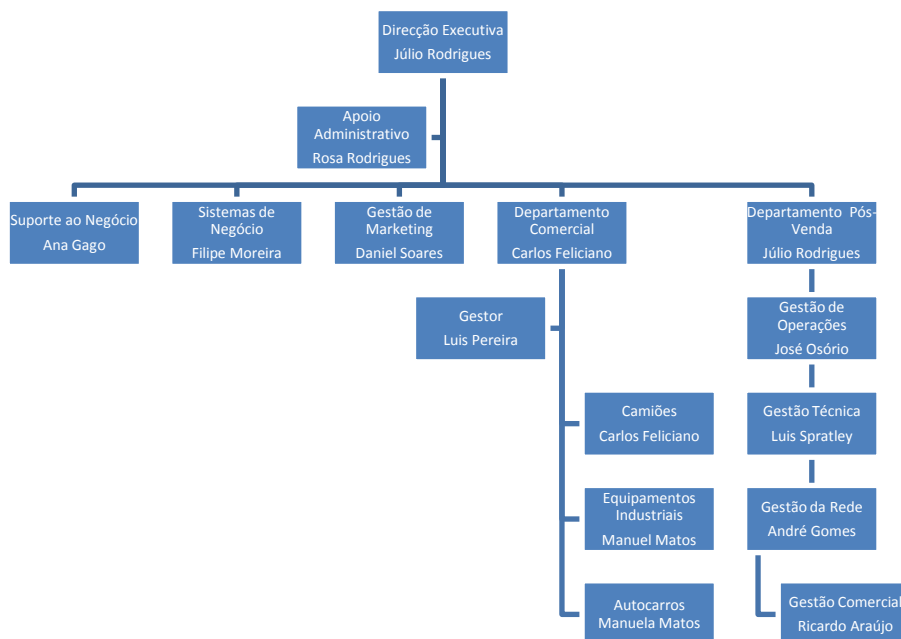 Direcção Executiva
Júlio Rodrigues
Apoio
Administrativo
Rosa Rodrigues
Suporte ao Negócio
Ana Gago
Sistemas de
Negócio
Filipe Moreira
Gestão de
Marketing
Daniel Soares
Departamento
Comercial
Carlos Feliciano
Departamento Pós-
Venda
Júlio Rodrigues
Gestor
Luis Pereira
Gestão de
Operações
José Osório
Camiões
Carlos Feliciano
Gestão Técnica
Luis Spratley
Equipamentos
Industriais
Manuel Matos
Gestão da Rede
André Gomes
Autocarros
Manuela Matos
Gestão Comercial
Ricardo Araújo